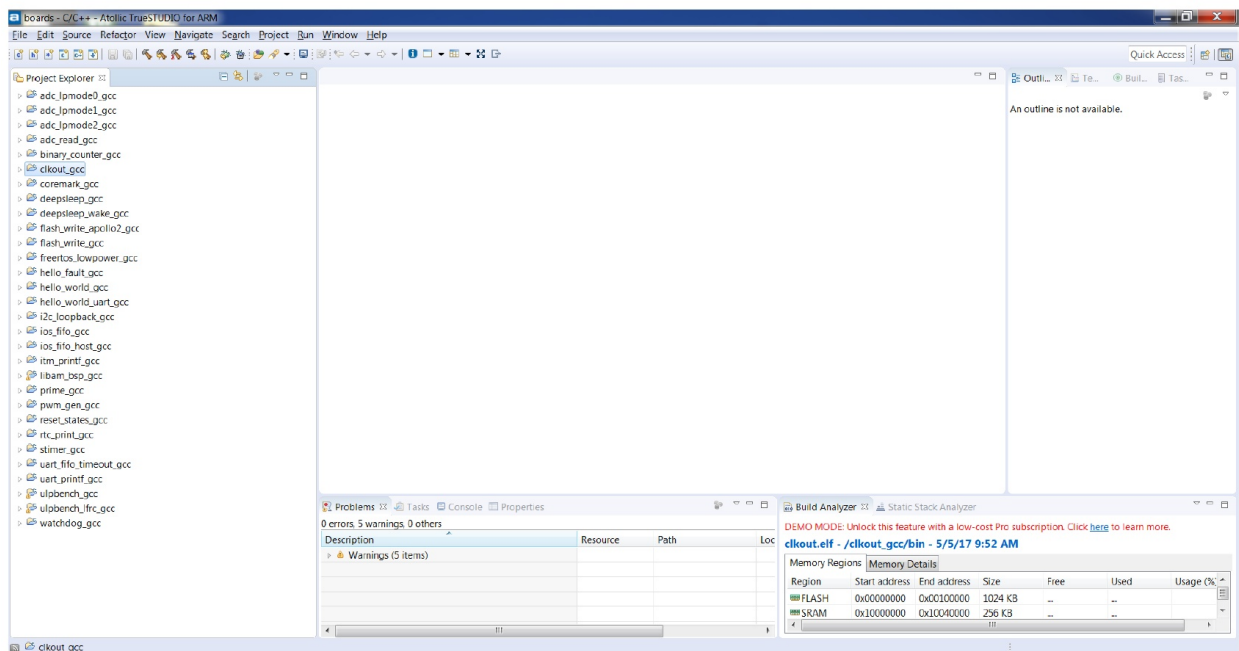 boards - C/C++ - Atollic TrueSTUDIO for ARM
File Edit Source Refactor View Navigate Search Project Run Window Help
Quick Access
Project Explorer
adc_lpmode0_gcc
adc_lpmode1_gcc
adc_lpmode2_gcc
adc_read_gcc
binary_counter_gcc
clkout_gcc
coremark_gcc
deepsleep_gcc
deepsleep_wake_gcc
flash_write_apollo2_gcc
flash_write_gcc
freertos_lowpower_gcc
hello_fault_gcc
hello_world_gcc
hello_world_uart_gcc
i2c_loopback_gcc
ios_fifo_gcc
ios_fifo_host_gcc
itm_printf_gcc
libam_bsp_gcc
prime_gcc
pwm_gen_gcc
reset_states_gcc
rtc_print_gcc
stimer_gcc
uart_fifo_timeout_gcc
uart_printf_gcc
ulpbench_gcc
ulpbench_lfrc_gcc
watchdog_gcc
Outli... Te... Buil... Tas...
An outline is not available.
Problems Tasks Console Properties
0 errors, 5 warnings, 0 others
Description Resource Path Loc
Warnings (5 items)
Build Analyzer Static Stack Analyzer
DEMO MODE: Unlock this feature with a low-cost Pro subscription. Click here to learn more.
clkout.elf - /clkout_gcc/bin - 5/5/17 9:52 AM
Memory Regions Memory Details
Region Start address End address Size Free Used Usage (%)
FLASH 0x00000000 0x00100000 1024 KB ... ...
SRAM 0x10000000 0x10040000 256 KB ... ...
clkout_gcc